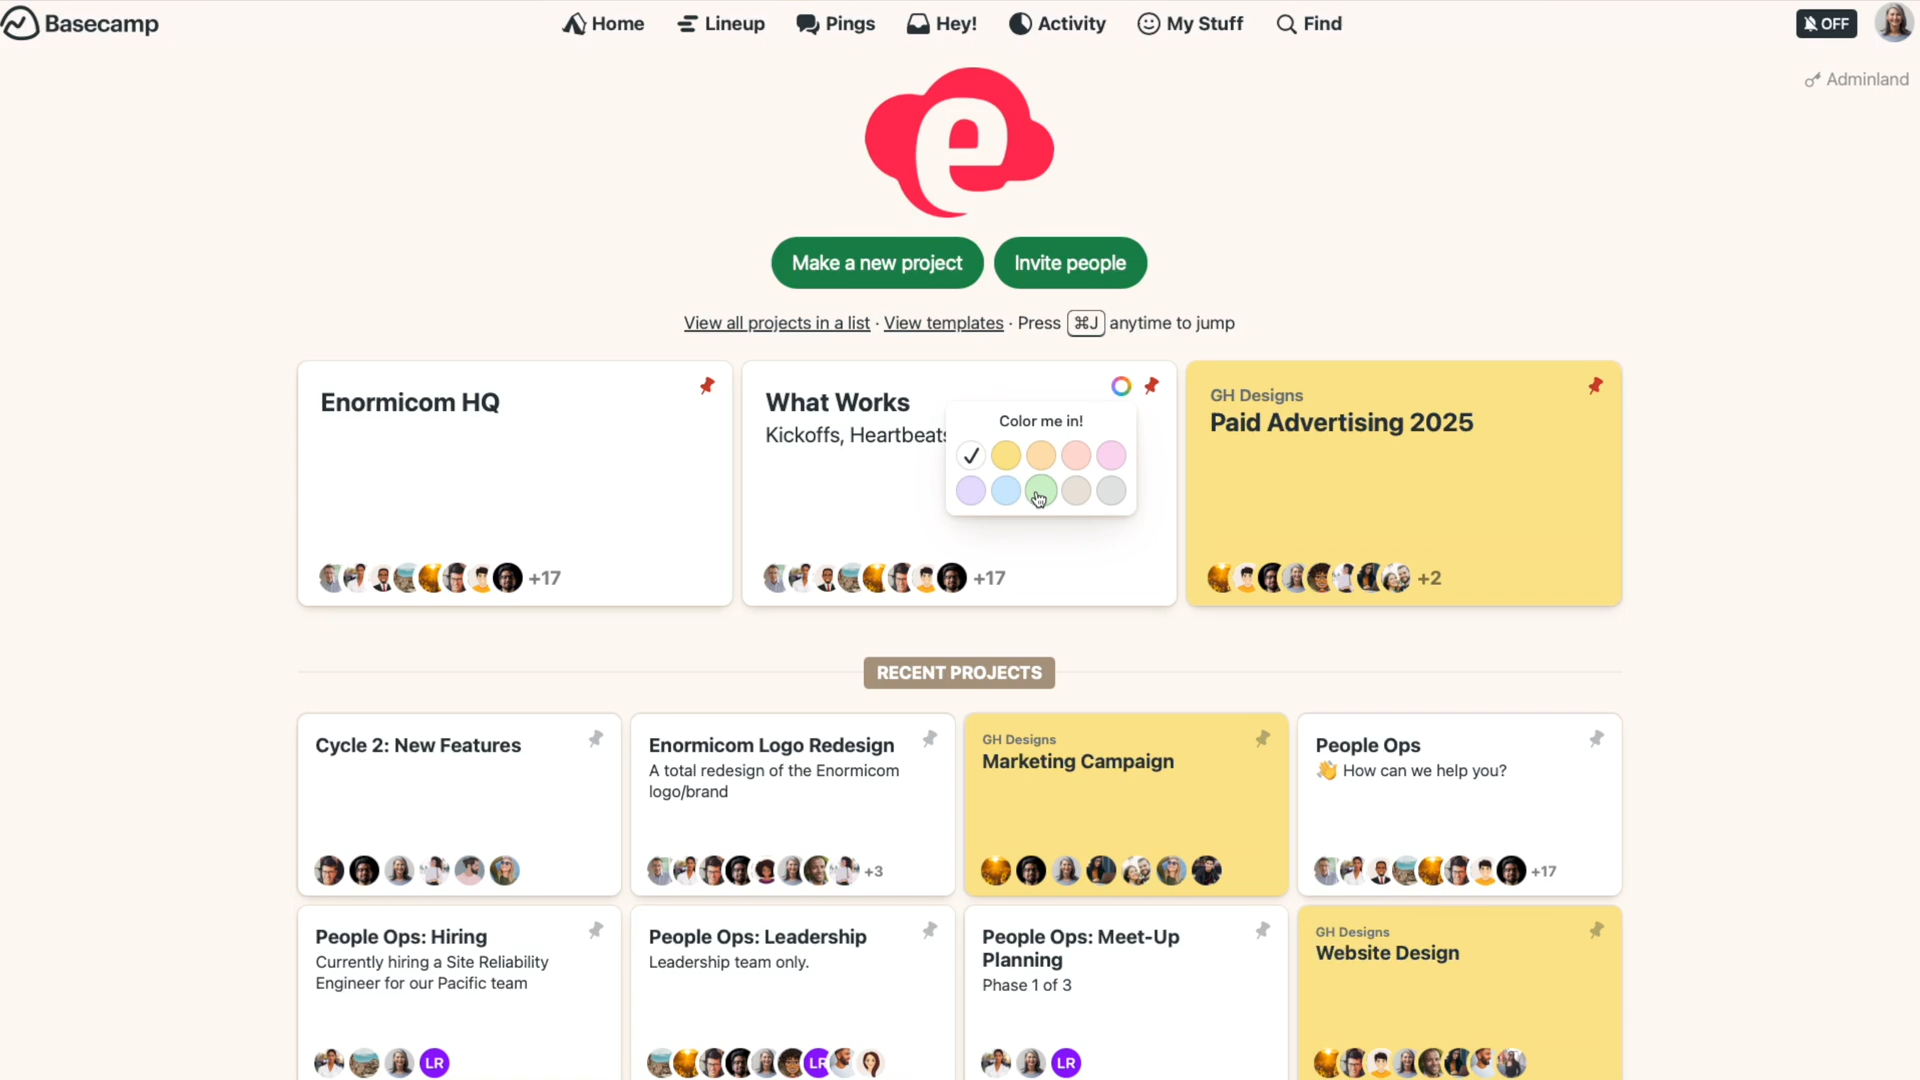 Basecamp
Home
Lineup
Pings
Hey!
Activity
My Stuff
Find
OFF
Adminland
e
Make a new project
Invite people
View all projects in a list · View templates · Press ⌘J anytime to jump
Enormicom HQ
+17
What Works
Kickoffs, Heartbeats
Color me in!
+17
GH Designs
Paid Advertising 2025
+2
RECENT PROJECTS
Cycle 2: New Features
Enormicom Logo Redesign
A total redesign of the Enormicom
logo/brand
+3
GH Designs
Marketing Campaign
People Ops
👋 How can we help you?
+17
People Ops: Hiring
Currently hiring a Site Reliability
Engineer for our Pacific team
LR
People Ops: Leadership
Leadership team only.
LR
People Ops: Meet-Up
Planning
Phase 1 of 3
LR
GH Designs
Website Design